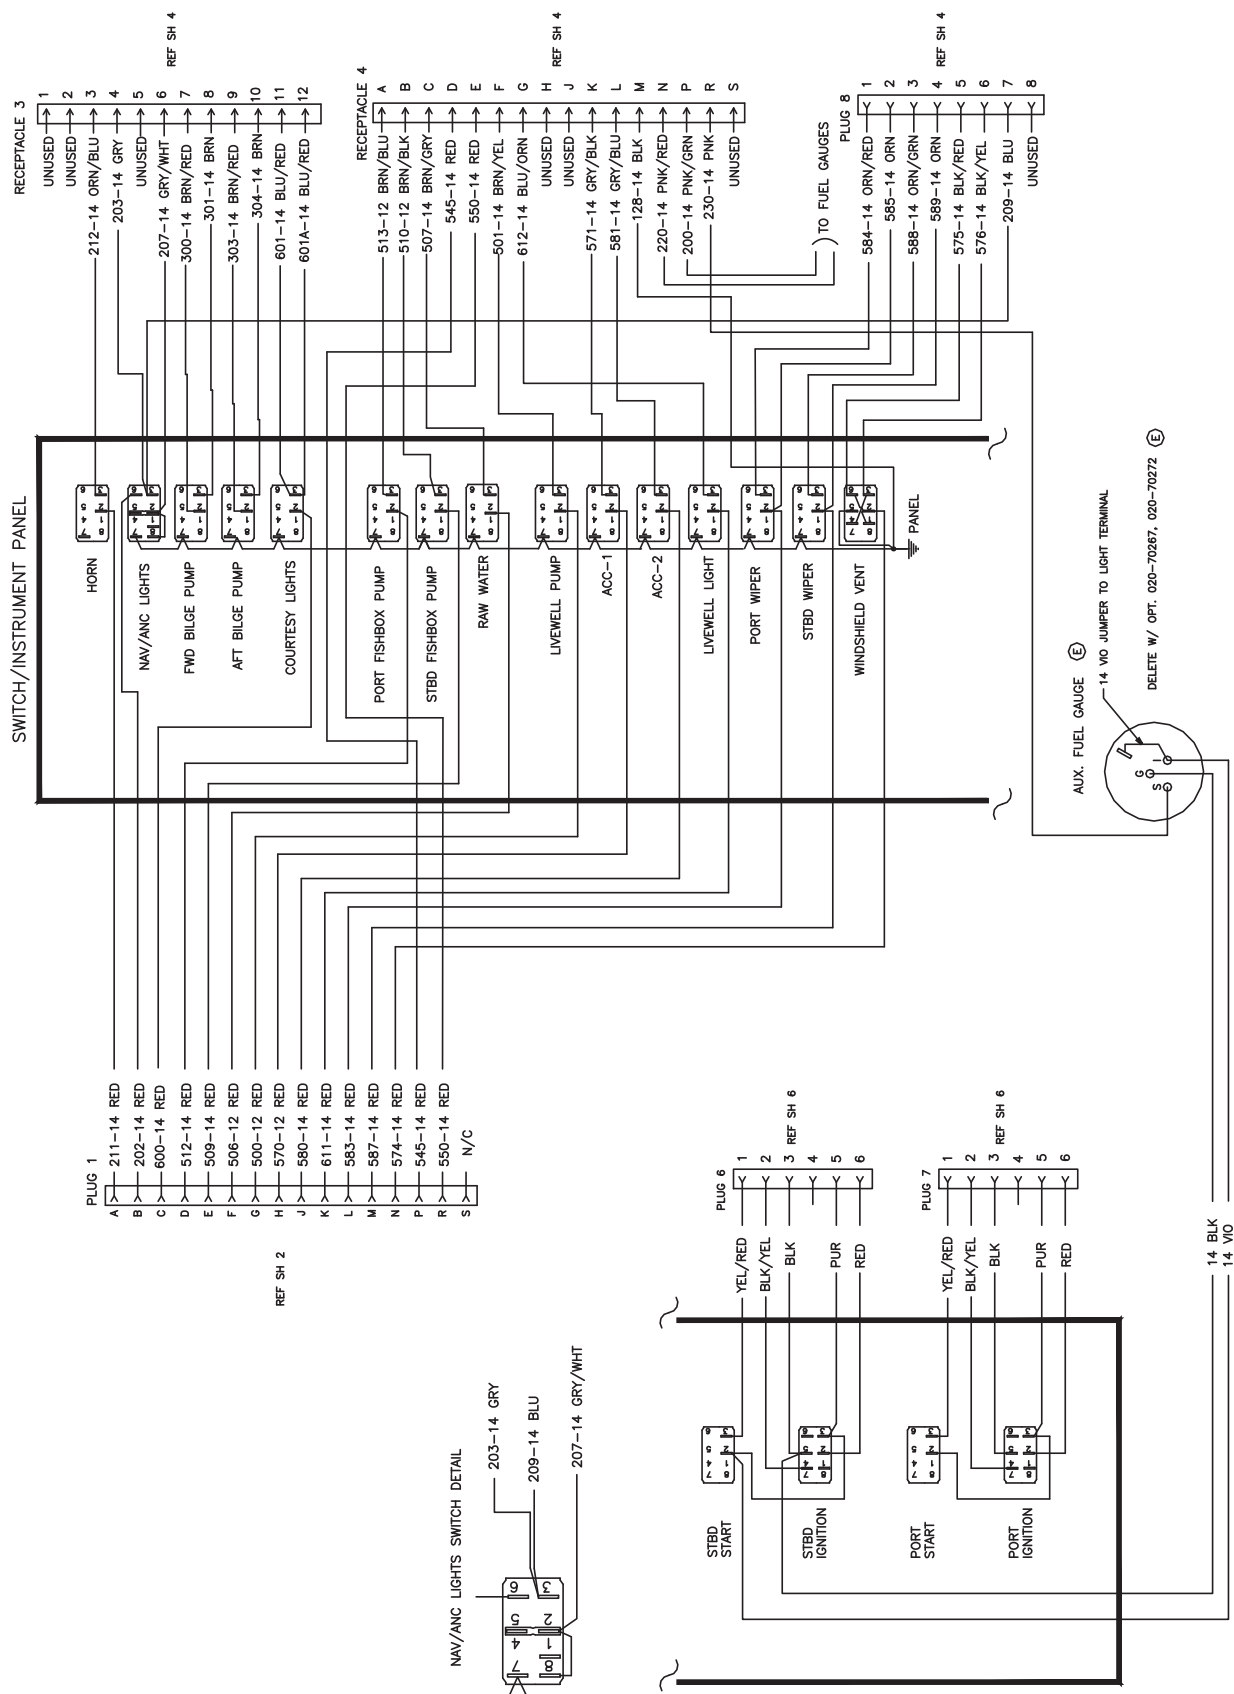 SWITCH/INSTRUMENT PANEL
RECEPTACLE 3
1
2
3
4
5
6
7
8
9
10
11
12
REF SH 4
UNUSED
UNUSED
212-14 ORN/BLU
203-14 GRY
UNUSED
207-14 GRY/WHT
300-14 BRN/RED
301-14 BRN
303-14 BRN/RED
304-14 BRN
601-14 BLU/RED
601A-14 BLU/RED
RECEPTACLE 4
A
B
C
D
E
F
G
H
J
K
L
M
N
P
R
S
REF SH 4
513-12 BRN/BLU
510-12 BRN/BLK
507-14 BRN/GRY
545-14 RED
550-14 RED
501-14 BRN/YEL
612-14 BLU/ORN
UNUSED
UNUSED
571-14 GRY/BLK
581-14 GRY/BLU
128-14 BLK
220-14 PNK/RED
200-14 PNK/GRN
230-14 PNK
UNUSED
TO FUEL GAUGES
PLUG 8
1
2
3
4
5
6
7
8
REF SH 4
584-14 ORN/RED
585-14 ORN
588-14 ORN/GRN
589-14 ORN
575-14 BLK/RED
576-14 BLK/YEL
209-14 BLU
UNUSED
HORN
NAV/ANC LIGHTS
FWD BILGE PUMP
AFT BILGE PUMP
COURTESY LIGHTS
PORT FISHBOX PUMP
STBD FISHBOX PUMP
RAW WATER
LIVEWELL PUMP
ACC-1
ACC-2
LIVEWELL LIGHT
PORT WIPER
STBD WIPER
WINDSHIELD VENT
PANEL
AUX. FUEL GAUGE E
14 VIO JUMPER TO LIGHT TERMINAL
DELETE W/ OPT. 020-70267, 020-70272 E
S
G
I
PLUG 1
A
B
C
D
E
F
G
H
J
K
L
M
N
P
R
S
211-14 RED
202-14 RED
600-14 RED
512-14 RED
509-14 RED
506-12 RED
500-12 RED
570-12 RED
580-14 RED
611-14 RED
583-14 RED
587-14 RED
574-14 RED
545-14 RED
550-14 RED
N/C
REF SH 2
PLUG 6
1
2
3
4
5
6
REF SH 6
YEL/RED
BLK/YEL
BLK
PUR
RED
PLUG 7
1
2
3
4
5
6
REF SH 6
YEL/RED
BLK/YEL
BLK
PUR
RED
14 BLK
14 VIO
STBD
START
STBD
IGNITION
PORT
START
PORT
IGNITION
NAV/ANC LIGHTS SWITCH DETAIL
203-14 GRY
209-14 BLU
207-14 GRY/WHT
6
3
5
2
4
1
7
8